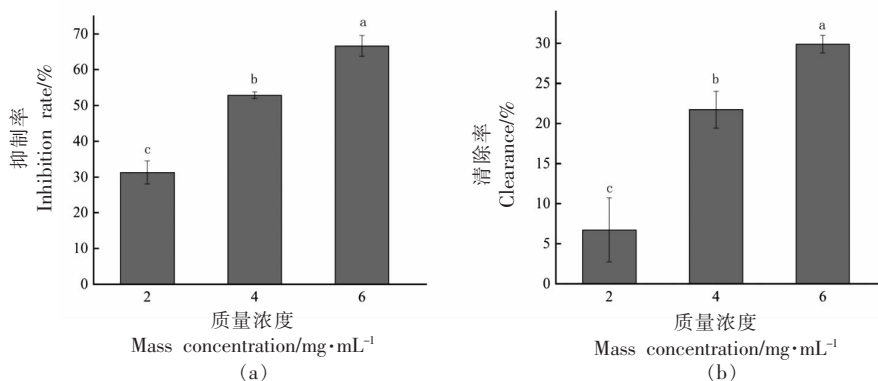 抑制率
Inhibition rate/%
70
60
50
40
30
20
10
0
c
b
a
2 4 6
质量浓度
Mass concentration/mg·mL⁻¹
(a)
清除率
Clearance/%
30
25
20
15
10
5
0
c
b
a
2 4 6
质量浓度
Mass concentration/mg·mL⁻¹
(b)